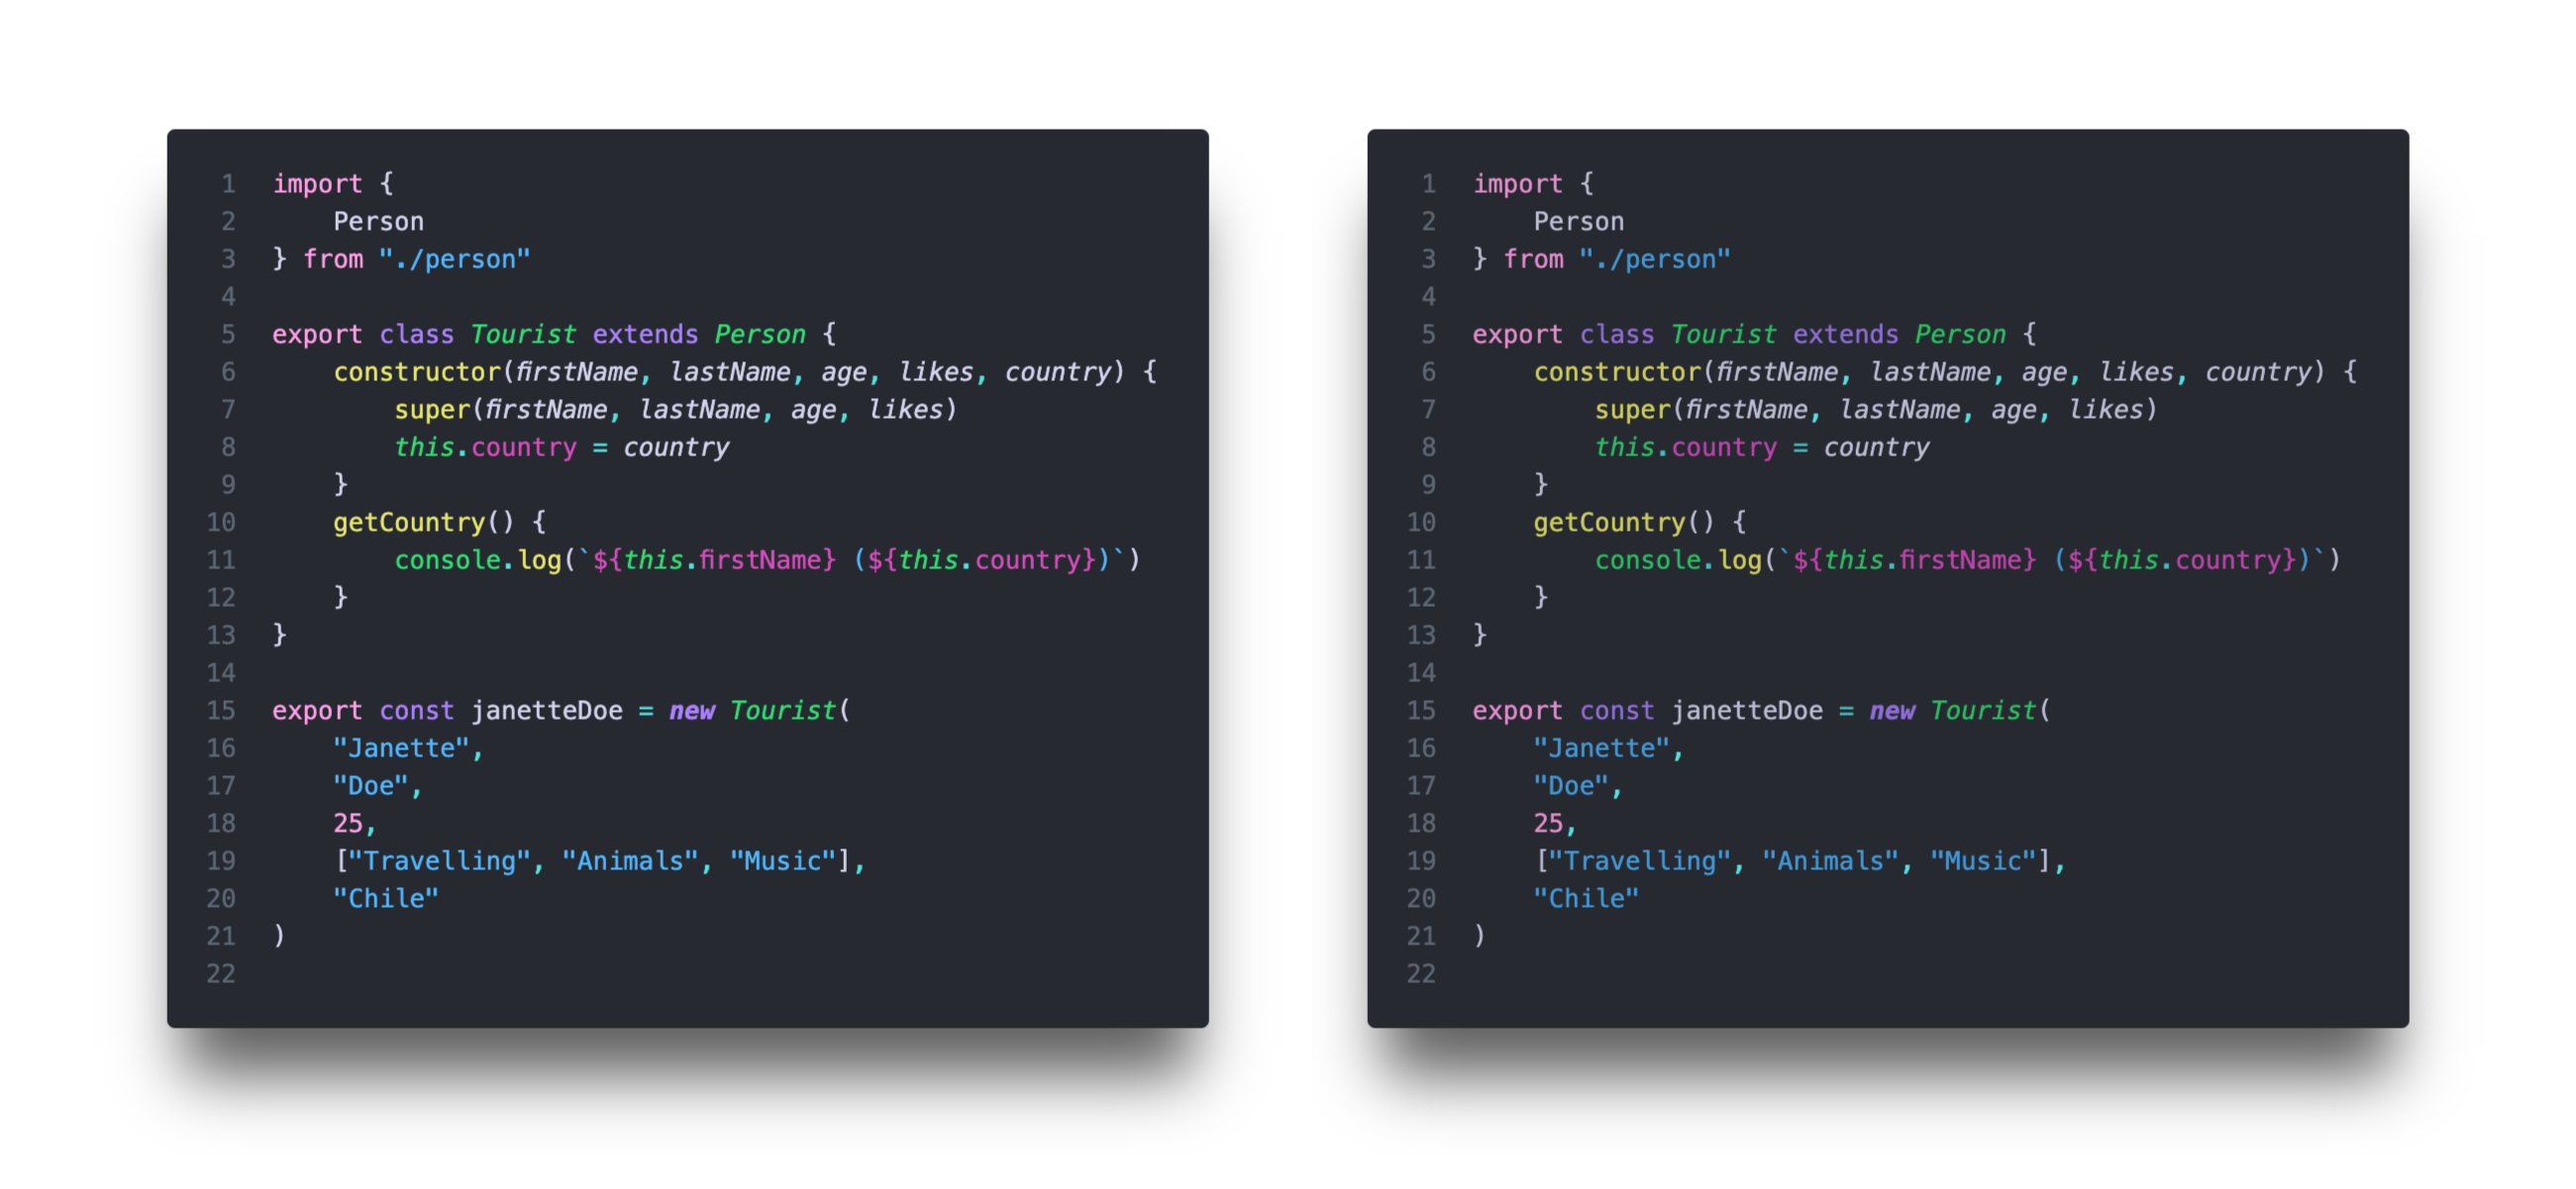 1 import {
2     Person
3 } from "./person"
4
5 export class Tourist extends Person {
6     constructor(firstName, lastName, age, likes, country) {
7         super(firstName, lastName, age, likes)
8         this.country = country
9     }
10     getCountry() {
11         console.log(`${this.firstName} (${this.country})`)
12     }
13 }
14
15 export const janetteDoe = new Tourist(
16     "Janette",
17     "Doe",
18     25,
19     ["Travelling", "Animals", "Music"],
20     "Chile"
21 )
22
1 import {
2     Person
3 } from "./person"
4
5 export class Tourist extends Person {
6     constructor(firstName, lastName, age, likes, country) {
7         super(firstName, lastName, age, likes)
8         this.country = country
9     }
10     getCountry() {
11         console.log(`${this.firstName} (${this.country})`)
12     }
13 }
14
15 export const janetteDoe = new Tourist(
16     "Janette",
17     "Doe",
18     25,
19     ["Travelling", "Animals", "Music"],
20     "Chile"
21 )
22